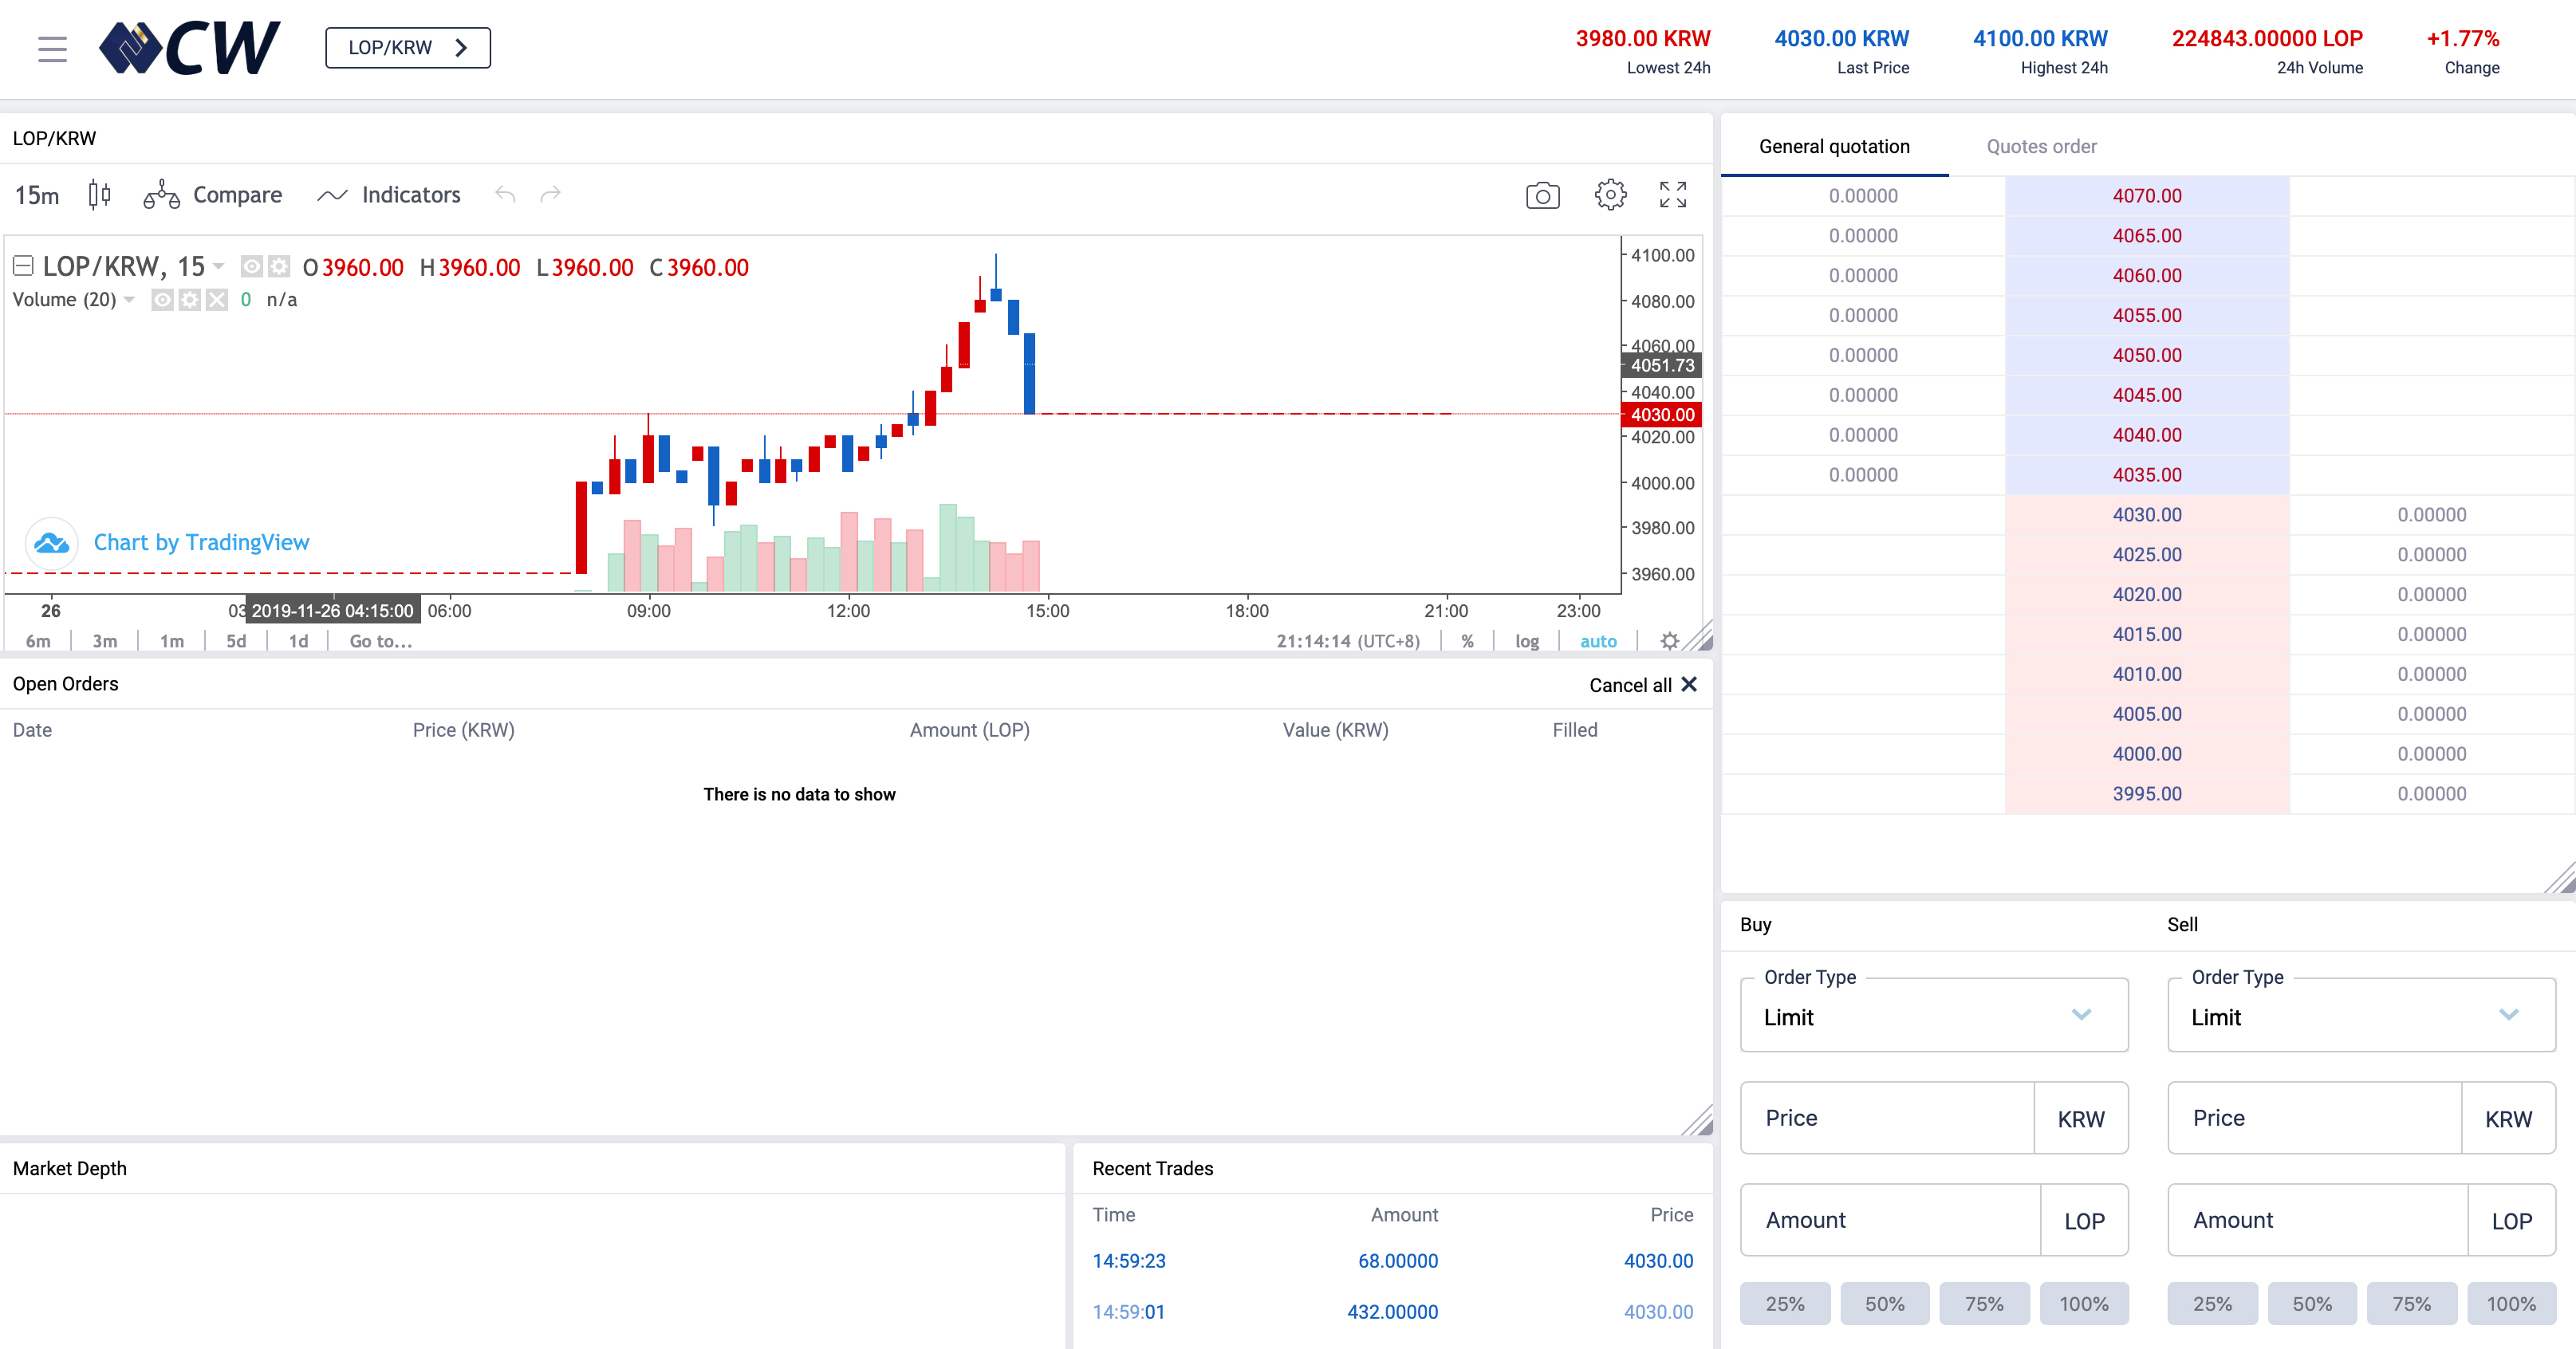 CW
LOP/KRW
3980.00 KRW
Lowest 24h
4030.00 KRW
Last Price
4100.00 KRW
Highest 24h
224843.00000 LOP
24h Volume
+1.77%
Change
LOP/KRW
15m Compare Indicators
LOP/KRW, 15 O3960.00 H3960.00 L3960.00 C3960.00
Volume (20) 0 n/a
4100.00
4080.00
4060.00
4051.73
4040.00
4030.00
4020.00
4000.00
3980.00
3960.00
Chart by TradingView
26 03 2019-11-26 04:15:00 06:00 09:00 12:00 15:00 18:00 21:00 23:00
6m 3m 1m 5d 1d Go to... 21:14:14 (UTC+8) % log auto
General quotation Quotes order
0.00000 4070.00
0.00000 4065.00
0.00000 4060.00
0.00000 4055.00
0.00000 4050.00
0.00000 4045.00
0.00000 4040.00
0.00000 4035.00
4030.00 0.00000
4025.00 0.00000
4020.00 0.00000
4015.00 0.00000
4010.00 0.00000
4005.00 0.00000
4000.00 0.00000
3995.00 0.00000
Open Orders Cancel all
Date Price (KRW) Amount (LOP) Value (KRW) Filled
There is no data to show
Buy
Order Type
Limit
Price KRW
Amount LOP
25% 50% 75% 100%
Sell
Order Type
Limit
Price KRW
Amount LOP
25% 50% 75% 100%
Market Depth
Recent Trades
Time Amount Price
14:59:23 68.00000 4030.00
14:59:01 432.00000 4030.00